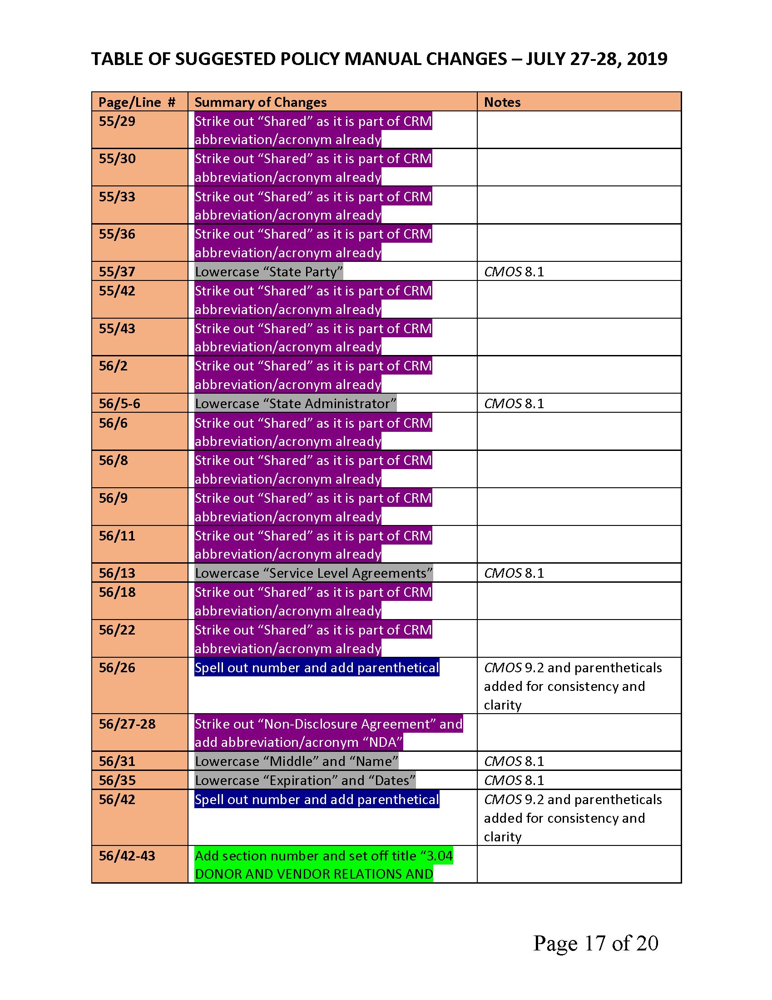 TABLE OF SUGGESTED POLICY MANUAL CHANGES – JULY 27-28, 2019
Page/Line # Summary of Changes Notes
55/29 Strike out “Shared” as it is part of CRM
abbreviation/acronym already
55/30 Strike out “Shared” as it is part of CRM
abbreviation/acronym already
55/33 Strike out “Shared” as it is part of CRM
abbreviation/acronym already
55/36 Strike out “Shared” as it is part of CRM
abbreviation/acronym already
55/37 Lowercase “State Party” CMOS 8.1
55/42 Strike out “Shared” as it is part of CRM
abbreviation/acronym already
55/43 Strike out “Shared” as it is part of CRM
abbreviation/acronym already
56/2 Strike out “Shared” as it is part of CRM
abbreviation/acronym already
56/5-6 Lowercase “State Administrator” CMOS 8.1
56/6 Strike out “Shared” as it is part of CRM
abbreviation/acronym already
56/8 Strike out “Shared” as it is part of CRM
abbreviation/acronym already
56/9 Strike out “Shared” as it is part of CRM
abbreviation/acronym already
56/11 Strike out “Shared” as it is part of CRM
abbreviation/acronym already
56/13 Lowercase “Service Level Agreements” CMOS 8.1
56/18 Strike out “Shared” as it is part of CRM
abbreviation/acronym already
56/22 Strike out “Shared” as it is part of CRM
abbreviation/acronym already
56/26 Spell out number and add parenthetical CMOS 9.2 and parentheticals
added for consistency and
clarity
56/27-28 Strike out “Non-Disclosure Agreement” and
add abbreviation/acronym “NDA”
56/31 Lowercase “Middle” and “Name” CMOS 8.1
56/35 Lowercase “Expiration” and “Dates” CMOS 8.1
56/42 Spell out number and add parenthetical CMOS 9.2 and parentheticals
added for consistency and
clarity
56/42-43 Add section number and set off title “3.04
DONOR AND VENDOR RELATIONS AND
Page 17 of 20